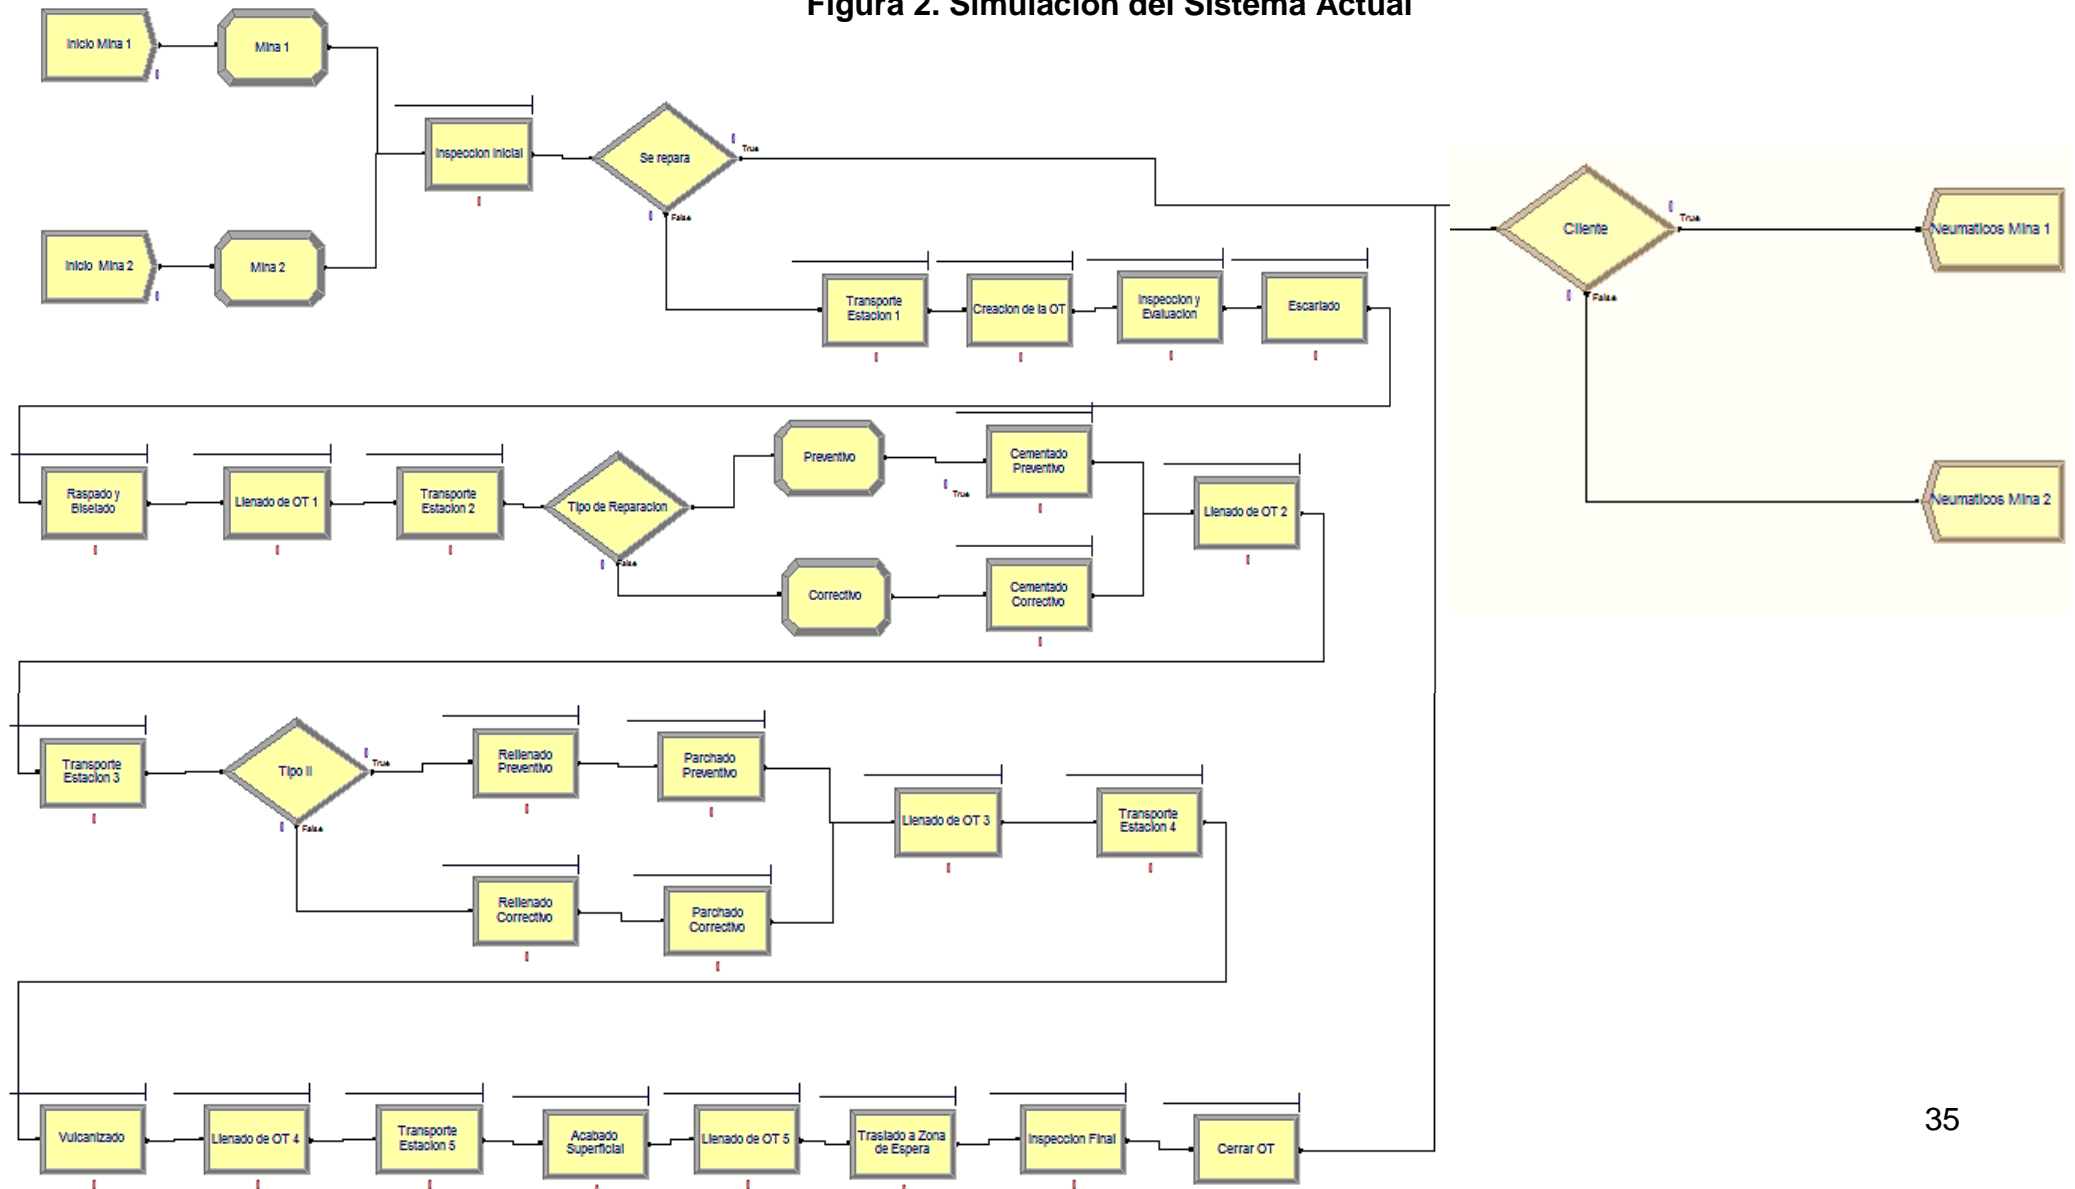 Figura 2. Simulación del Sistema Actual
Inicio Mina 1
Mina 1
Inspeccion Inicial
Se repara
True
False
Inicio Mina 2
Mina 2
Transporte
Estacion 1
Creacion de la OT
Inspeccion y
Evaluacion
Escariado
Cliente
True
False
Neumaticos Mina 1
Neumaticos Mina 2
Raspado y
Biselado
Llenado de OT 1
Transporte
Estacion 2
Tipo de Reparacion
True
False
Preventivo
Cementado
Preventivo
Correctivo
Cementado
Correctivo
Llenado de OT 2
Transporte
Estacion 3
Tipo II
True
False
Rellenado
Preventivo
Parchado
Preventivo
Rellenado
Correctivo
Parchado
Correctivo
Llenado de OT 3
Transporte
Estacion 4
Vulcanizado
Llenado de OT 4
Transporte
Estacion 5
Acabado
Superficial
Llenado de OT 5
Traslado a Zona
de Espera
Inspeccion Final
Cerrar OT
35